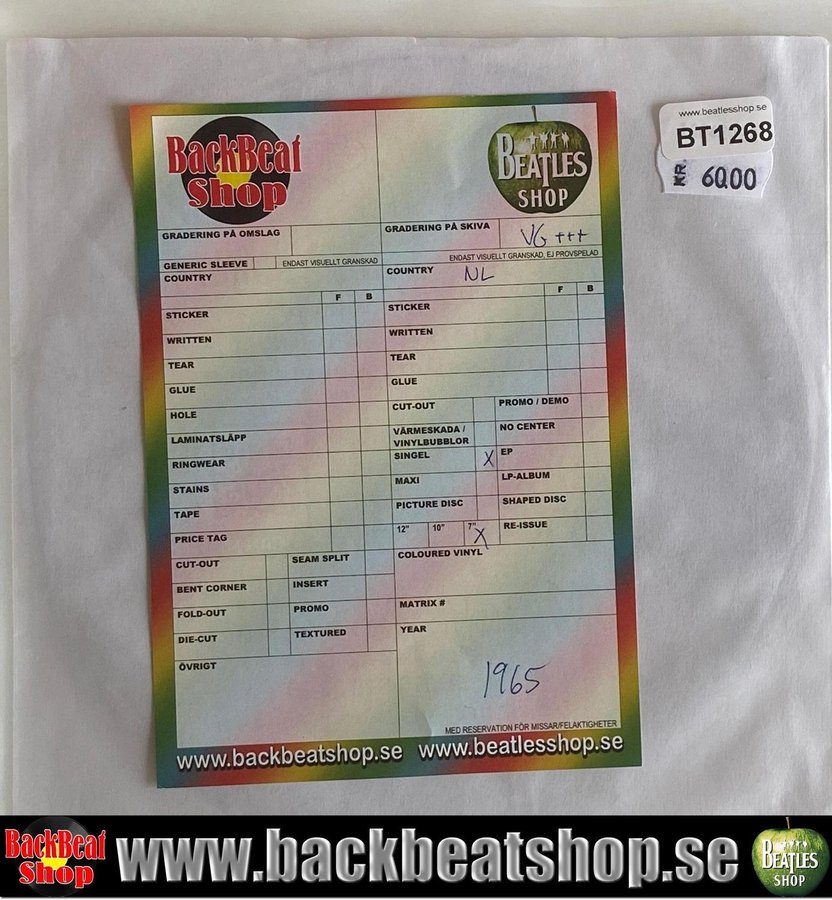 www.beatlesshop.se
BT1268
KR. 60.00
BackBeat
Shop
BEATLES
SHOP
GRADERING PÅ OMSLAG
GRADERING PÅ SKIVA VG +++
GENERIC SLEEVE ENDAST VISUELLT GRANSKAD
ENDAST VISUELLT GRANSKAD, EJ PROVSPELAD
COUNTRY
COUNTRY NL
F B
F B
STICKER
STICKER
WRITTEN
WRITTEN
TEAR
TEAR
GLUE
GLUE
HOLE
CUT-OUT PROMO / DEMO
LAMINATSLÄPP
VÄRMESKADA /
VINYLBUBBLOR
NO CENTER
RINGWEAR
SINGEL X EP
STAINS
MAXI LP-ALBUM
TAPE
PICTURE DISC SHAPED DISC
PRICE TAG
12" 10" 7" X RE-ISSUE
CUT-OUT SEAM SPLIT
COLOURED VINYL
BENT CORNER INSERT
FOLD-OUT PROMO
MATRIX #
DIE-CUT TEXTURED
YEAR
ÖVRIGT
1965
MED RESERVATION FÖR MISSAR/FELAKTIGHETER
www.backbeatshop.se www.beatlesshop.se
BackBeat
Shop
www.backbeatshop.se
BEATLES
SHOP